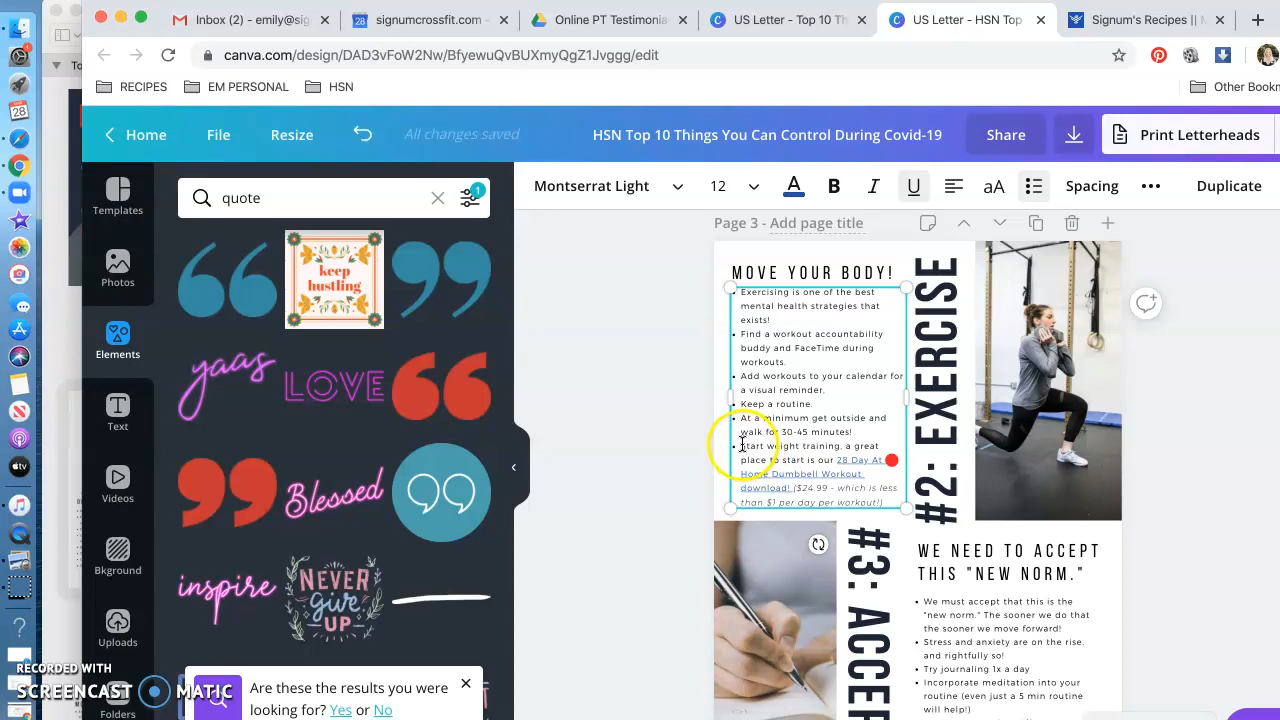 Inbox (2) - emily@sig
signumcrossfit.com -
Online PT Testimonia
US Letter - Top 10 Th
US Letter - HSN Top
Signum's Recipes || M
canva.com/design/DAD3vFoW2Nw/BfyewuQvBUXmyQgZ1Jvggg/edit
RECIPES
EM PERSONAL
HSN
Other Bookm
To
Home
File
Resize
All changes saved
HSN Top 10 Things You Can Control During Covid-19
Share
Print Letterheads
Montserrat Light
12
A
B
I
U
aA
Spacing
Duplicate
Templates
Photos
Elements
Text
Videos
Bkground
Uploads
Folders
quote
1
keep
hustling
yaas
LOVE
Blessed
inspire
NEVER
give
UP
Are these the results you were
looking for? Yes or No
Page 3 - Add page title
MOVE YOUR BODY!
Exercising is one of the best
mental health strategies that
exists!
Find a workout accountability
buddy and FaceTime during
workouts.
Add workouts to your calendar for
a visual reminder.
Keep a routine.
At a minimum get outside and
walk for 30-45 minutes!
Start weight training, a great
place to start is our 28 Day At
Home Dumbbell Workout
download! ($24.99 - which is less
than $1 per day per workout!)
#2: EXERCISE
#3: ACCEP
WE NEED TO ACCEPT
THIS "NEW NORM."
We must accept that this is the
"new norm." The sooner we do that
the sooner we move forward!
Stress and anxiety are on the rise,
and rightfully so!
Try journaling 1x a day
Incorporate meditation into your
routine (even just a 5 min routine
will help!)
28
RECORDED WITH
SCREENCAST MATIC